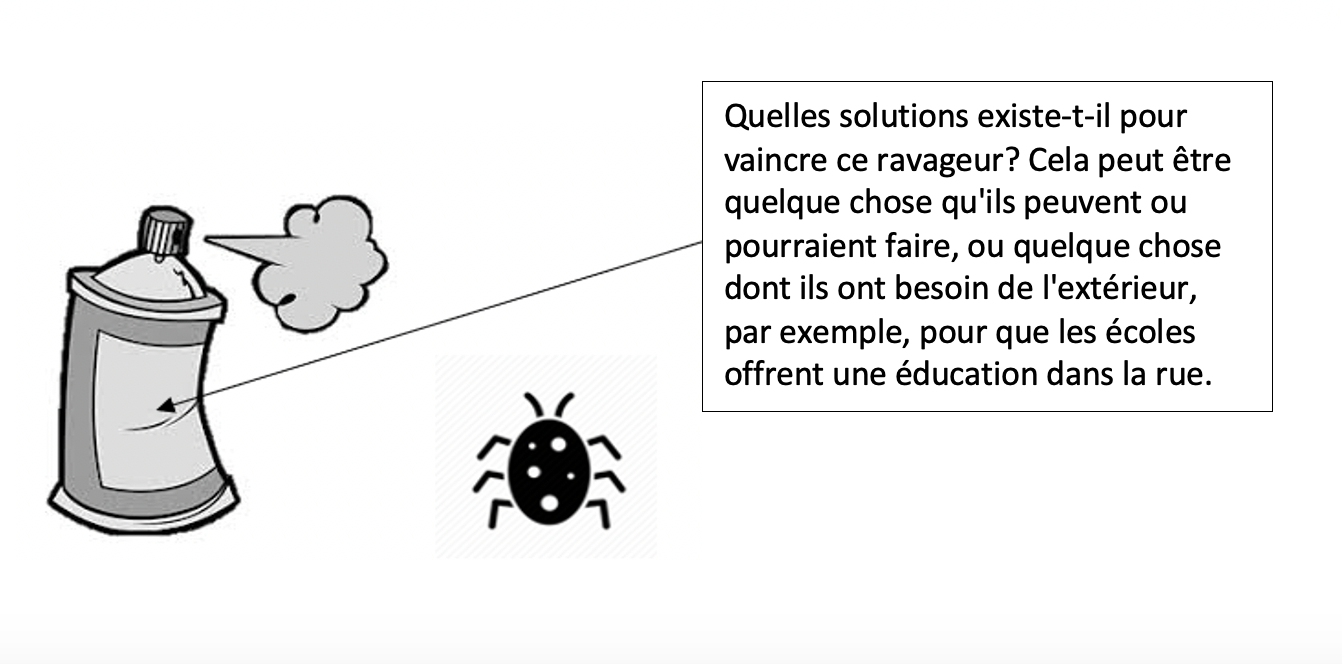 Quelles solutions existe-t-il pour
vaincre ce ravageur? Cela peut être
quelque chose qu'ils peuvent ou
pourraient faire, ou quelque chose
dont ils ont besoin de l'extérieur,
par exemple, pour que les écoles
offrent une éducation dans la rue.